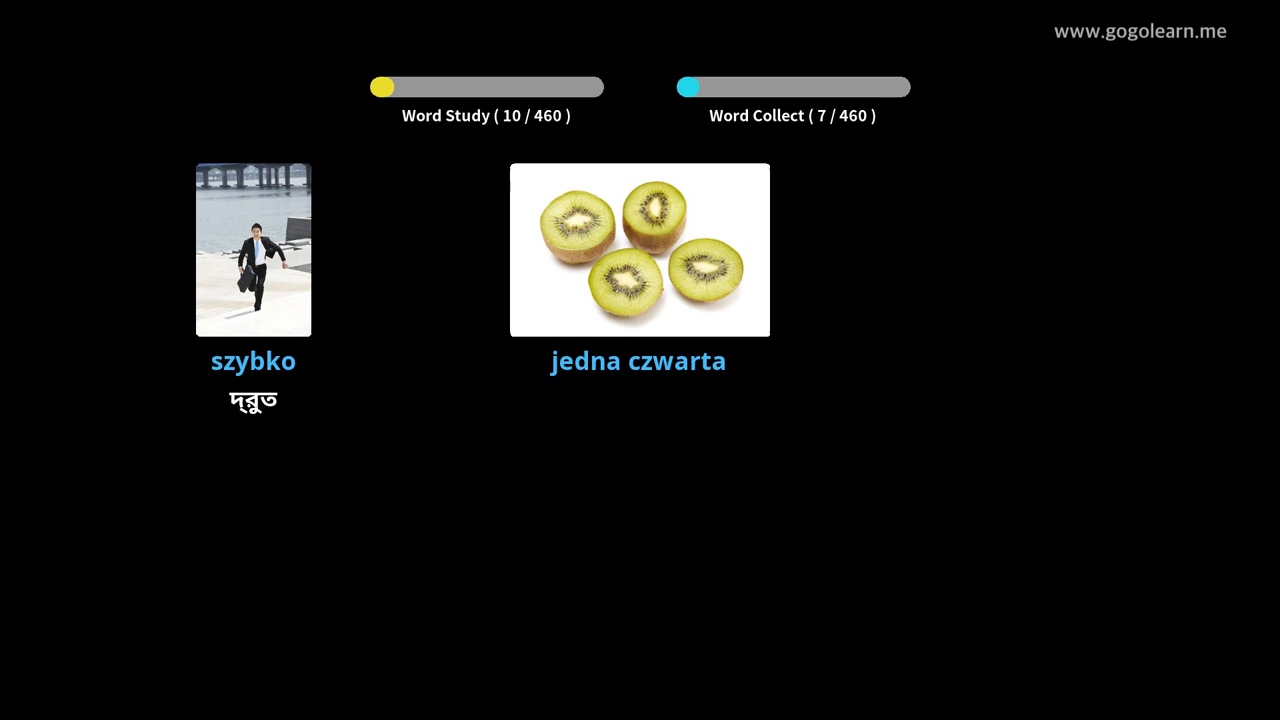 www.gogolearn.me
Word Study ( 10 / 460 )
Word Collect ( 7 / 460 )
szybko
jedna czwarta
দ্রুত